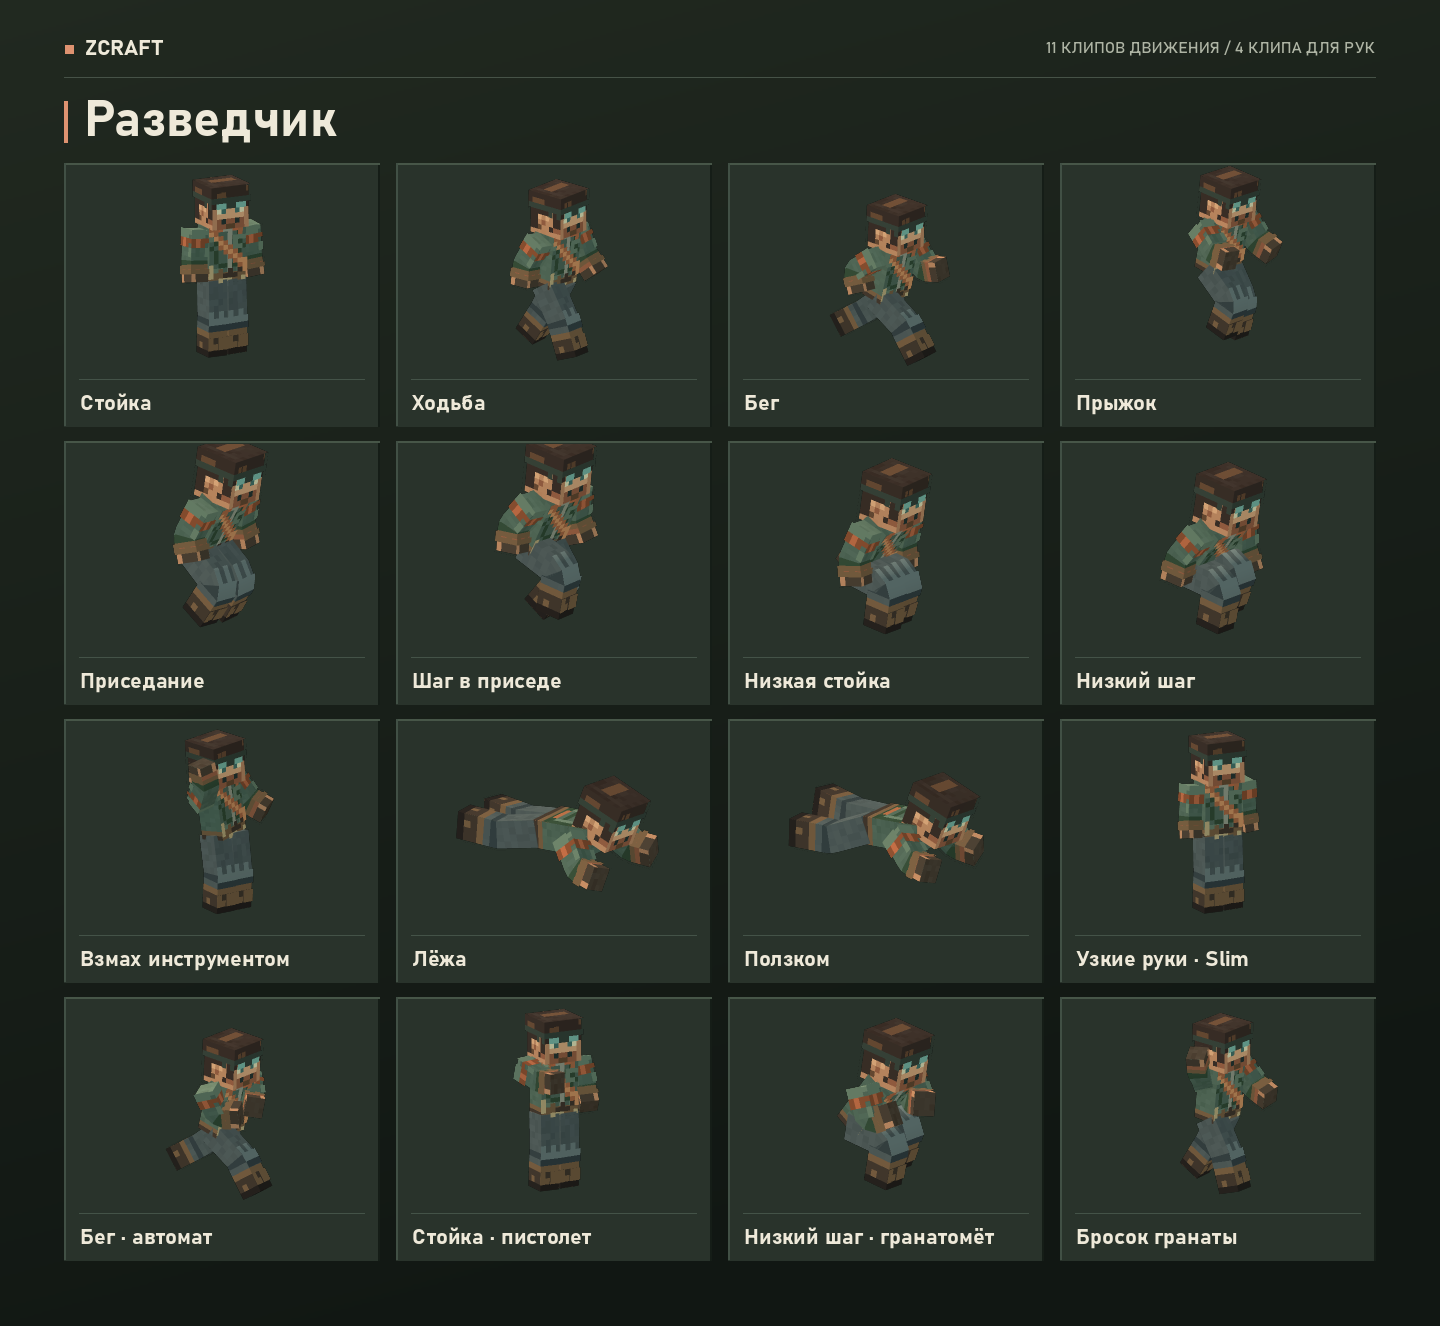 ZCRAFT
11 КЛИПОВ ДВИЖЕНИЯ / 4 КЛИПА ДЛЯ РУК
Разведчик
Стойка
Ходьба
Бег
Прыжок
Приседание
Шаг в приседе
Низкая стойка
Низкий шаг
Взмах инструментом
Лёжа
Ползком
Узкие руки · Slim
Бег · автомат
Стойка · пистолет
Низкий шаг · гранатомёт
Бросок гранаты